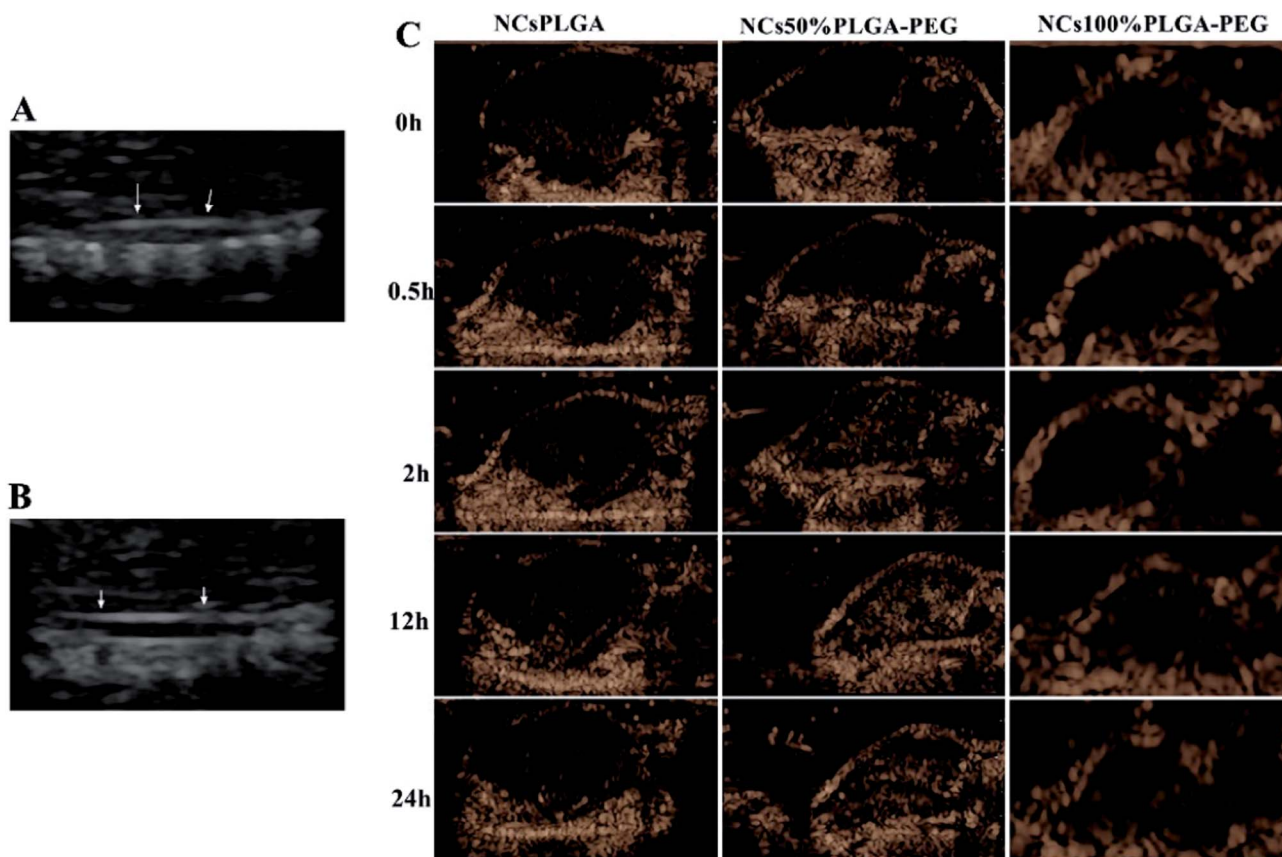 A
B
C
NCsPLGA
NCs50%PLGA-PEG
NCs100%PLGA-PEG
0h
0.5h
2h
12h
24h